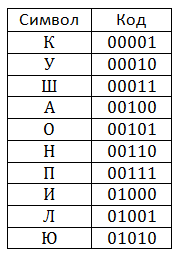 Символ Код
К 00001
У 00010
Ш 00011
А 00100
О 00101
Н 00110
П 00111
И 01000
Л 01001
Ю 01010